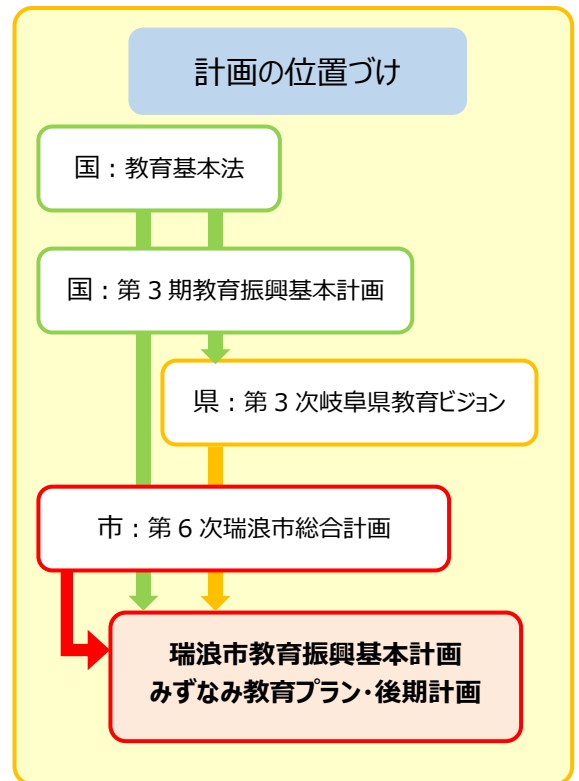 計画の位置づけ
国：教育基本法
国：第３期教育振興基本計画
県：第３次岐阜県教育ビジョン
市：第６次瑞浪市総合計画
瑞浪市教育振興基本計画
みずなみ教育プラン・後期計画